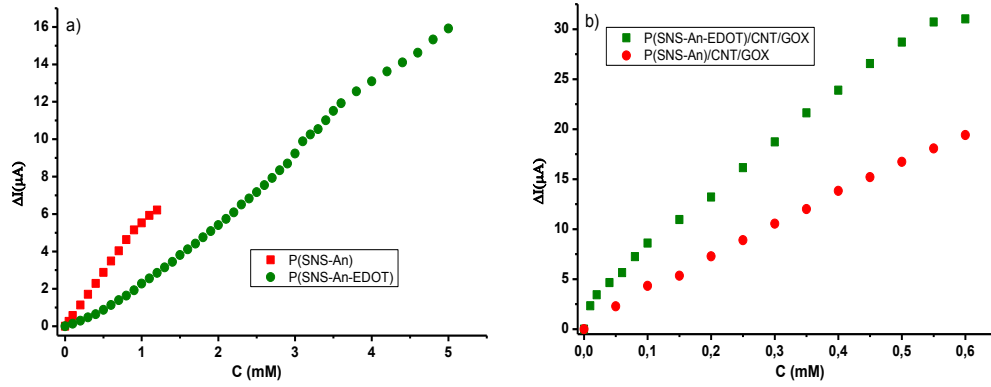 a)
16
14
12
10
8
6
4
2
0
ΔI(μA)
P(SNS-An)
P(SNS-An-EDOT)
0 1 2 3 4 5
C (mM)
b)
30
25
20
15
10
5
0
ΔI(μA)
P(SNS-An-EDOT)/CNT/GOX
P(SNS-An)/CNT/GOX
0,0 0,1 0,2 0,3 0,4 0,5 0,6
C (mM)